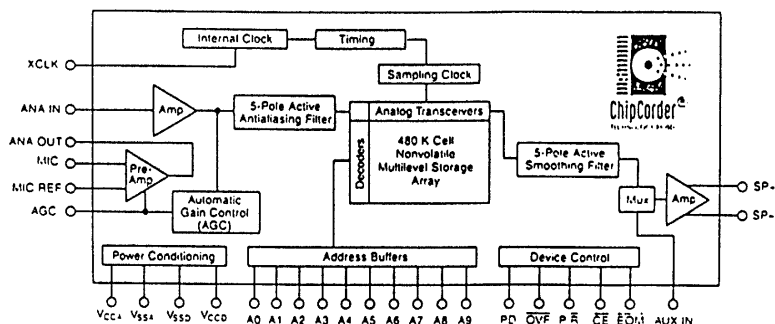 Internal Clock
Timing
XCLK
Sampling Clock
ChipCorder®
ANA IN
Amp
5-Pole Active
Antialiasing Filter
Analog Transceivers
Decoders
480 K Cell
Nonvolatile
Multilevel Storage
Array
ANA OUT
MIC
MIC REF
AGC
Pre-
Amp
Automatic
Gain Control
(AGC)
5-Pole Active
Smoothing Filter
Mux
Amp
SP+
SP-
Power Conditioning
Address Buffers
Device Control
VCCA VSSA VSSD VCCD A0 A1 A2 A3 A4 A5 A6 A7 A8 A9 PD OVF P/R CE EOM AUX IN